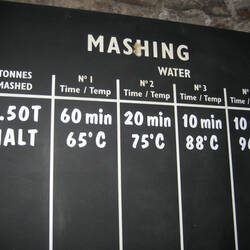 MASHING
WATER
TONNES MASHED
Nº 1 Time / Temp
Nº 2 Time / Temp
Nº 3 Time / Temp
.50T 60 min 20 min 10 min 10
65°C 75°C 88°C